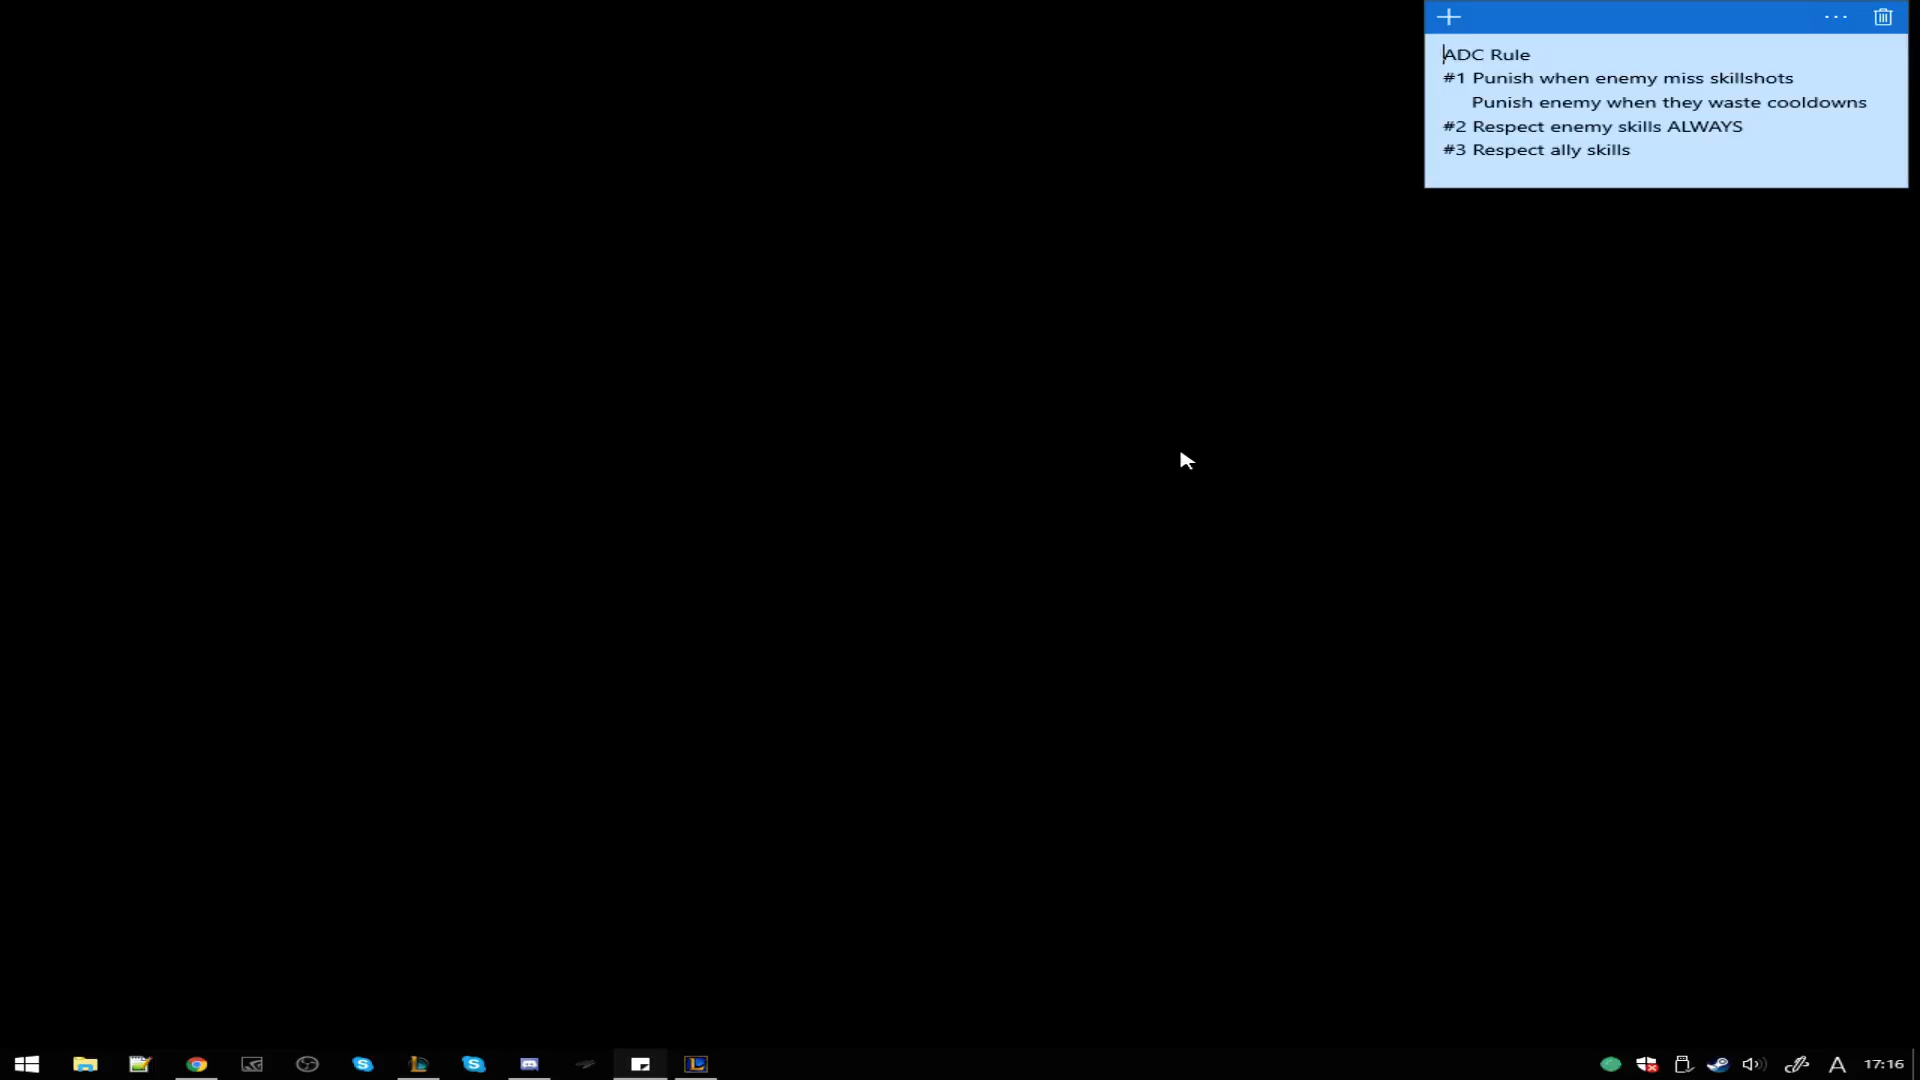 ADC Rule
#1 Punish when enemy miss skillshots
Punish enemy when they waste cooldowns
#2 Respect enemy skills ALWAYS
#3 Respect ally skills
A 17:16